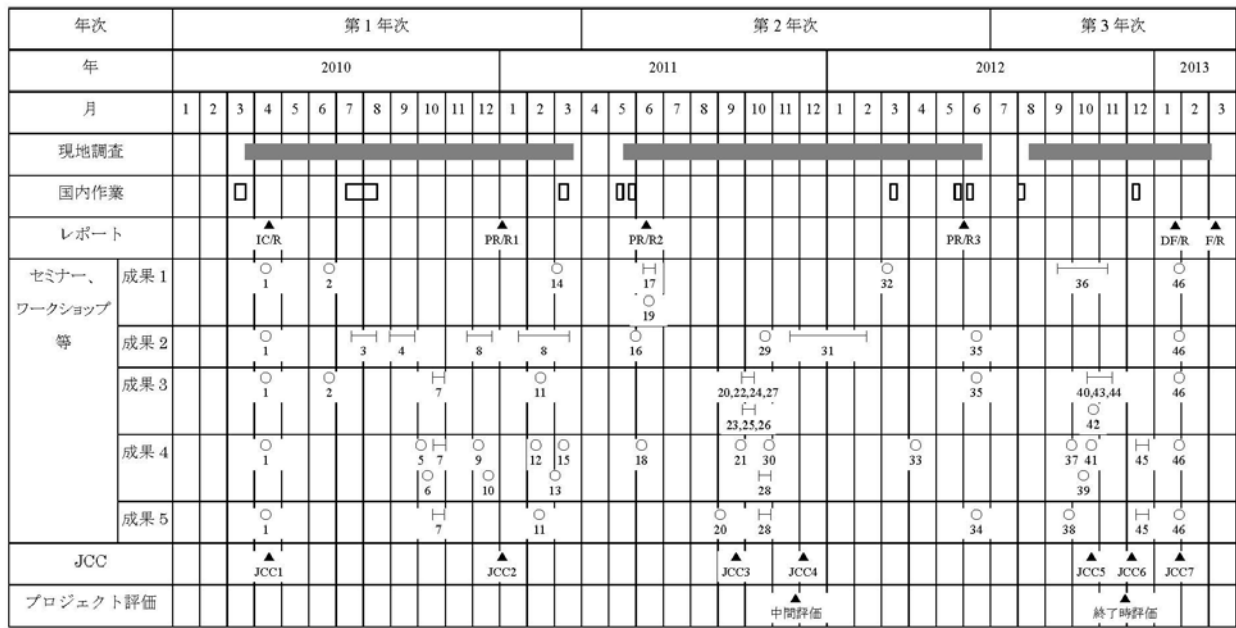 年次 第1年次 第2年次 第3年次
年 2010 2011 2012 2013
月 1 2 3 4 5 6 7 8 9 10 11 12 1 2 3 4 5 6 7 8 9 10 11 12 1 2 3 4 5 6 7 8 9 10 11 12 1 2 3
現地調査
国内作業
レポート
IC/R PR/R1 PR/R2 PR/R3 DF/R F/R
セミナー、
ワークショップ
等
成果1
1 2 14 17 32 36 46
19
成果2
1 3 4 8 8 16 29 31 35 46
成果3
1 2 7 11 20,22,24,27 35 40,43,44 46
23,25,26 42
成果4
1 5 7 9 12 15 18 21 30 33 37 41 45 46
6 10 13 28 39
成果5
1 7 11 20 28 34 38 45 46
JCC
JCC1 JCC2 JCC3 JCC4 JCC5 JCC6 JCC7
プロジェクト評価
中間評価 終了時評価